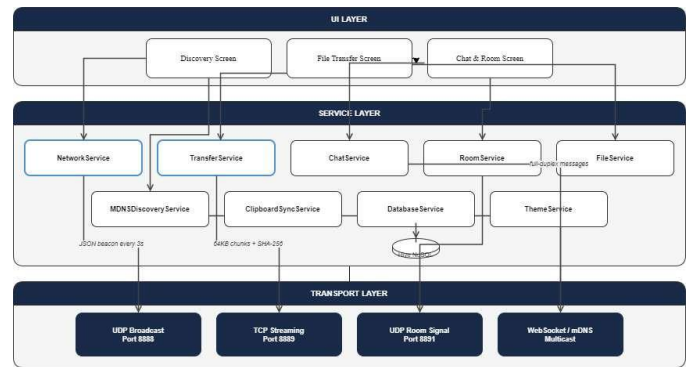 UI LAYER
Discovery Screen
File Transfer Screen
Chat & Room Screen
SERVICE LAYER
NetworkService
TransferService
ChatService
RoomService
FileService
full-duplex messages
MDNSDiscoveryService
ClipboardSyncService
DatabaseService
ThemeService
JSON beacon every 3s
64KB chunks + SHA-256
Hive NoSQL
TRANSPORT LAYER
UDP Broadcast
Port 8888
TCP Streaming
Port 8889
UDP Room Signal
Port 8891
WebSocket / mDNS
Multicast